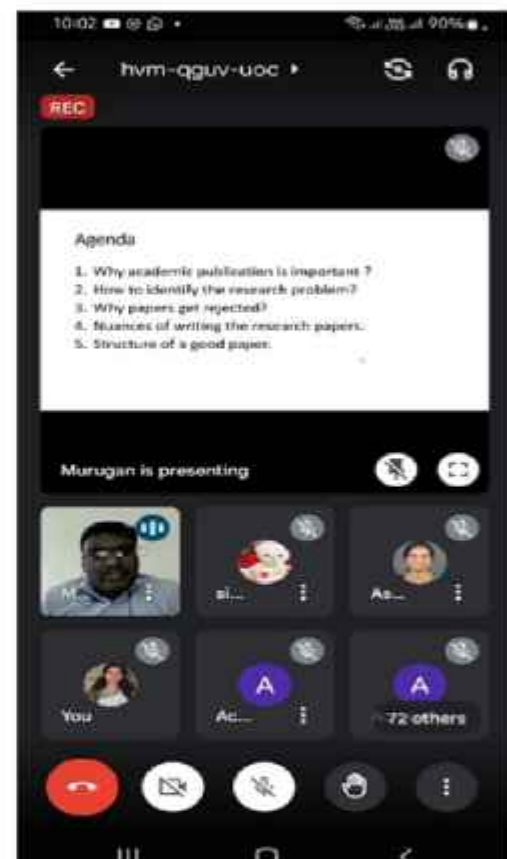 10:02
90%
hvm-qguv-uoc
REC
Agenda
1. Why academic publication is important ?
2. How to identify the research problem?
3. Why papers get rejected?
4. Nuances of writing the research papers.
5. Structure of a good paper.
Murugan is presenting
M...
si...
As...
You
Ac...
A
A
72 others